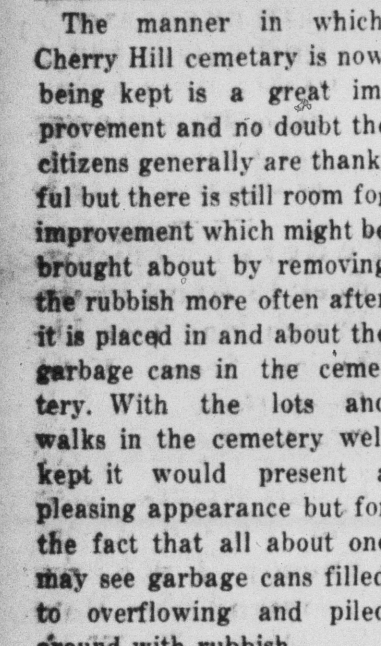 The manner in which
Cherry Hill cemetary is now
being kept is a great im
provement and no doubt the
citizens generally are thank
ful but there is still room for
improvement which might be
brought about by removing
the rubbish more often after
it is placed in and about the
garbage cans in the ceme
tery. With the lots and
walks in the cemetery well
kept it would present a
pleasing appearance but for
the fact that all about one
may see garbage cans filled
to overflowing and piled
around with rubbish